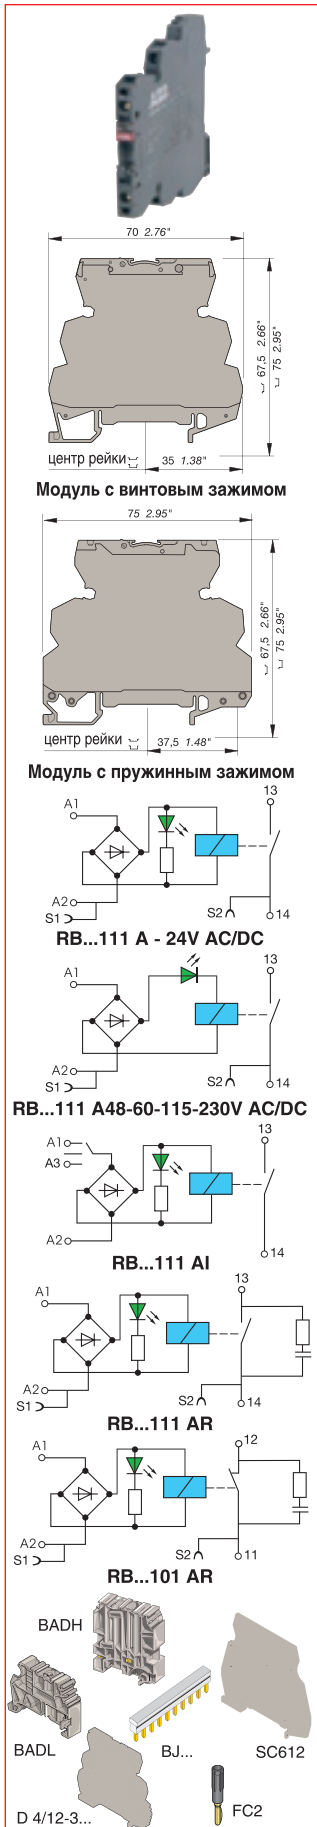 70 2.76"
67,5 2.66"
75 2.95"
центр рейки
35 1.38"
Модуль с винтовым зажимом
75 2.95"
67,5 2.66"
75 2.95"
центр рейки
37,5 1.48"
Модуль с пружинным зажимом
A1
13
A2
S1
S2
14
RB...111 A - 24V AC/DC
A1
13
A2
S1
S2
14
RB...111 A48-60-115-230V AC/DC
A1
13
A3
A2
14
RB...111 AI
A1
13
A2
S1
S2
14
RB...111 AR
A1
12
A2
S1
S2
11
RB...101 AR
BADH
BADL
BJ...
SC612
D 4/12-3...
FC2